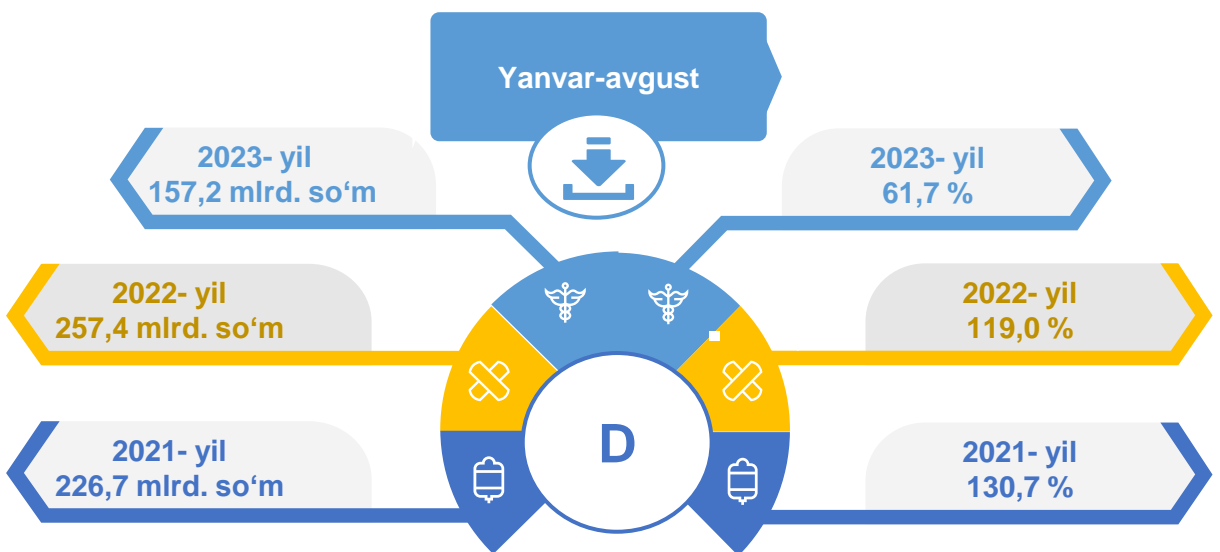 Yanvar-avgust
2023- yil
157,2 mlrd. so‘m
2023- yil
61,7 %
2022- yil
257,4 mlrd. so‘m
2022- yil
119,0 %
2021- yil
226,7 mlrd. so‘m
2021- yil
130,7 %
D